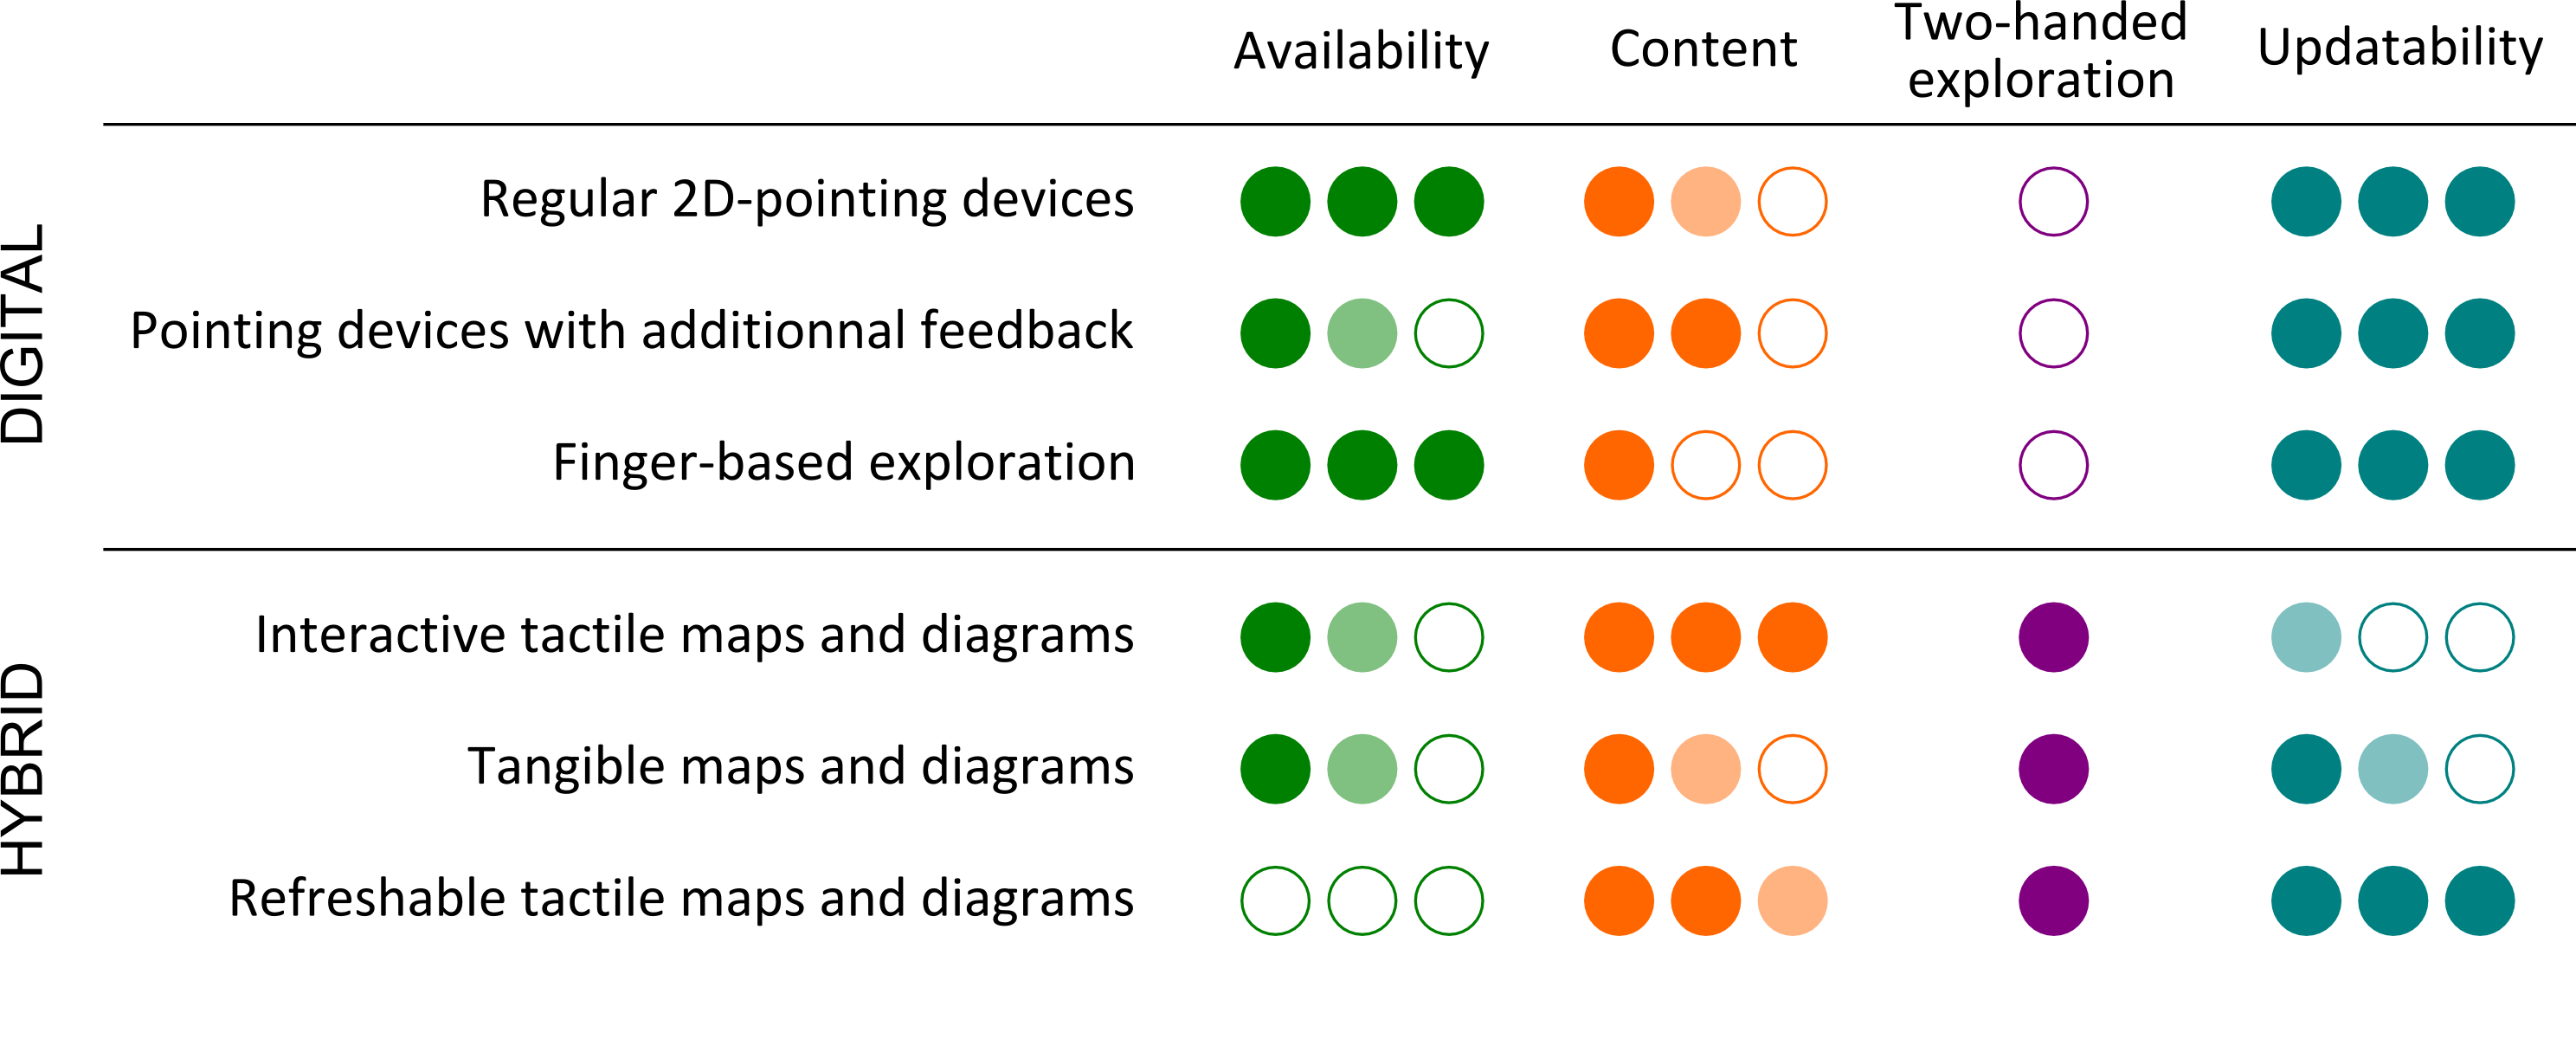 Availability
Content
Two-handed
exploration
Updatability
DIGITAL
Regular 2D-pointing devices
Pointing devices with additionnal feedback
Finger-based exploration
HYBRID
Interactive tactile maps and diagrams
Tangible maps and diagrams
Refreshable tactile maps and diagrams